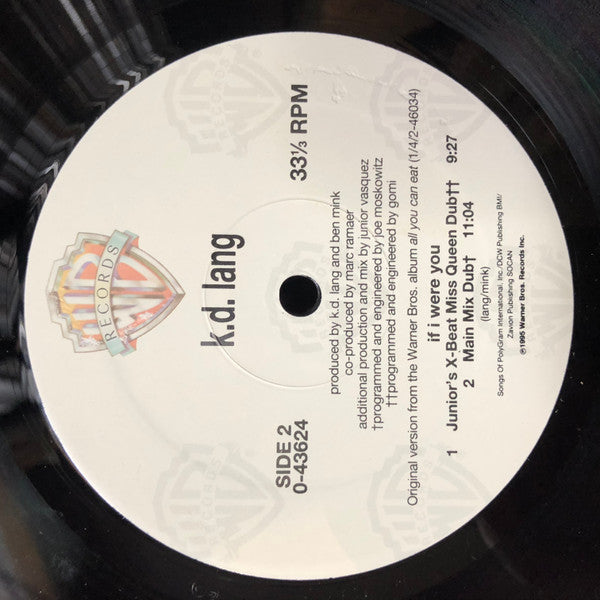 WB
RECORDS
k.d. lang
SIDE 2
0-43624
33⅓ RPM
produced by k.d. lang and ben mink
co-produced by marc ramaer
additional production and mix by junior vasquez
†programmed and engineered by joe moskowitz
††programmed and engineered by gomi
Original version from the Warner Bros. album all you can eat (1/4/2-46034)
if i were you
1 Junior's X-Beat Miss Queen Dub†† 9:27
2 Main Mix Dub† 11:04
(lang/mink)
Songs Of PolyGram International, Inc./DCW Publishing BMI/
Zavion Publishing SOCAN
℗1995 Warner Bros. Records Inc.